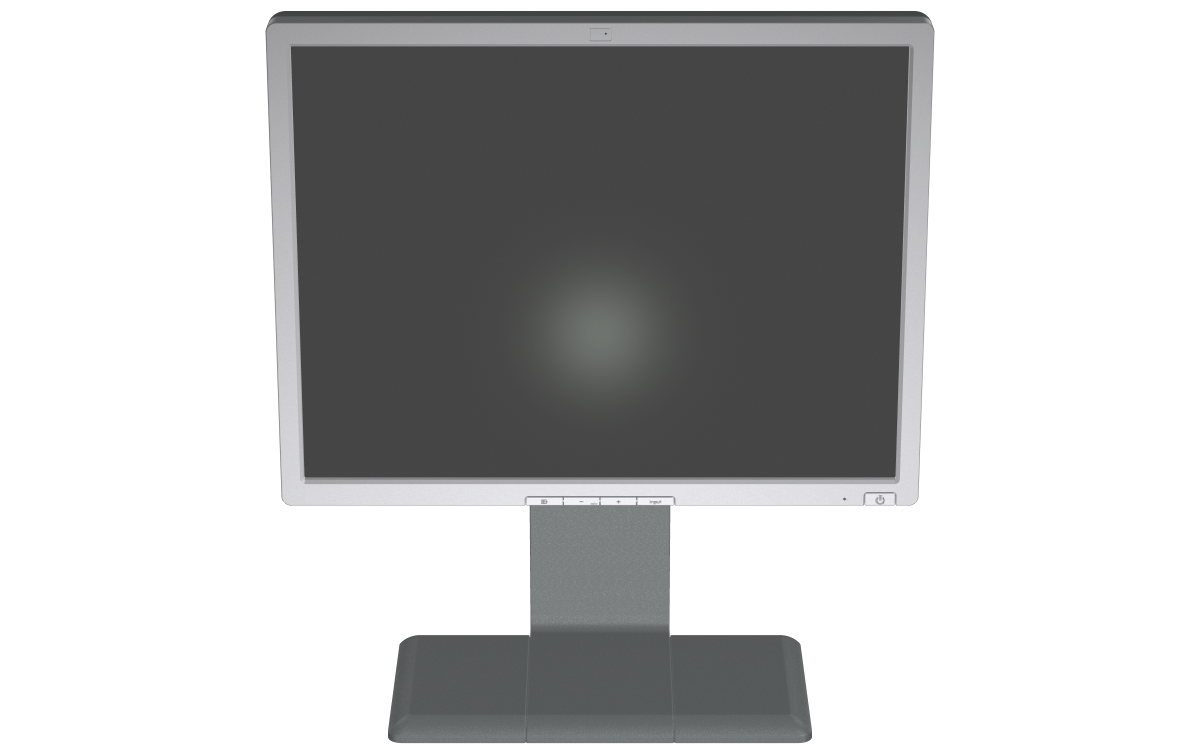 - + input